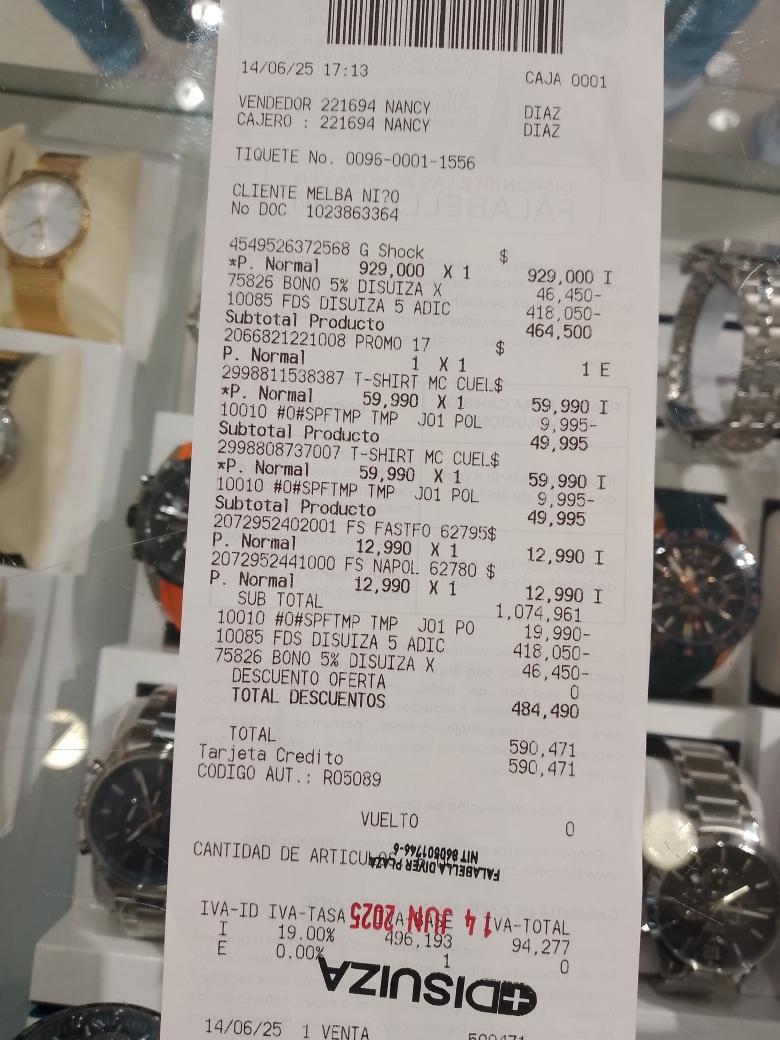 14/06/25 17:13 CAJA 0001
VENDEDOR 221694 NANCY DIAZ
CAJERO : 221694 NANCY DIAZ
TIQUETE No. 0096-0001-1556
CLIENTE MELBA NI?O
No DOC 1023863364
4549526372568 G Shock $
*P. Normal 929,000 X 1 929,000 I
75826 BONO 5% DISUIZA X 46,450-
10085 FDS DISUIZA 5 ADIC 418,050-
Subtotal Producto 464,500
2066821221008 PROMO 17 $
P. Normal 1 X 1 1 E
2998811538387 T-SHIRT MC CUEL$
*P. Normal 59,990 X 1 59,990 I
10010 #0#SPFTMP TMP J01 POL 9,995-
Subtotal Producto 49,995
2998808737007 T-SHIRT MC CUEL$
*P. Normal 59,990 X 1 59,990 I
10010 #0#SPFTMP TMP J01 POL 9,995-
Subtotal Producto 49,995
2072952402001 FS FASTFO 62795$
P. Normal 12,990 X 1 12,990 I
2072952441000 FS NAPOL 62780 $
P. Normal 12,990 X 1 12,990 I
SUB TOTAL 1,074,961
10010 #0#SPFTMP TMP J01 PO 19,990-
10085 FDS DISUIZA 5 ADIC 418,050-
75826 BONO 5% DISUIZA X 46,450-
DESCUENTO OFERTA 0
TOTAL DESCUENTOS 484,490
TOTAL 590,471
Tarjeta Credito 590,471
CODIGO AUT.: R05089
VUELTO 0
CANTIDAD DE
FALABELLA DIVER PLAZA
NIT 860501746-6
IVA-ID IVA-TASA
14 JUN 2025
I 19.00% 496,193 94,277
E 0.00% 1 0
DISUIZA
14/06/25 1 VENTA